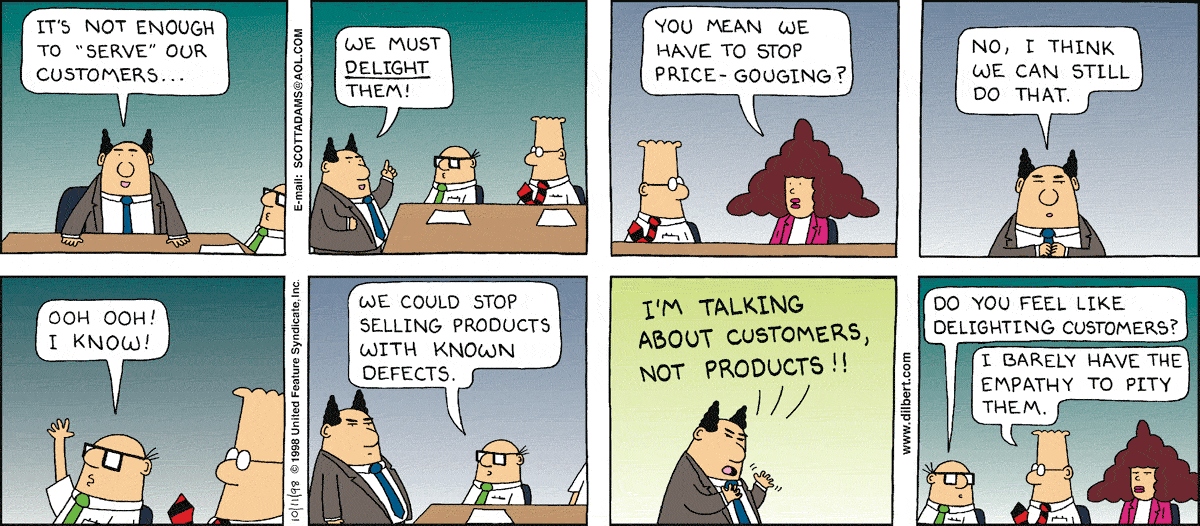 IT'S NOT ENOUGH
TO "SERVE" OUR
CUSTOMERS...
E-mail: SCOTTADAMS@AOL.COM
WE MUST
DELIGHT
THEM!
YOU MEAN WE
HAVE TO STOP
PRICE-GOUGING?
NO, I THINK
WE CAN STILL
DO THAT.
OOH OOH!
I KNOW!
10/11/98 © 1998 United Feature Syndicate, Inc.
WE COULD STOP
SELLING PRODUCTS
WITH KNOWN
DEFECTS.
I'M TALKING
ABOUT CUSTOMERS,
NOT PRODUCTS!!
www.dilbert.com
DO YOU FEEL LIKE
DELIGHTING CUSTOMERS?
I BARELY HAVE THE
EMPATHY TO PITY
THEM.